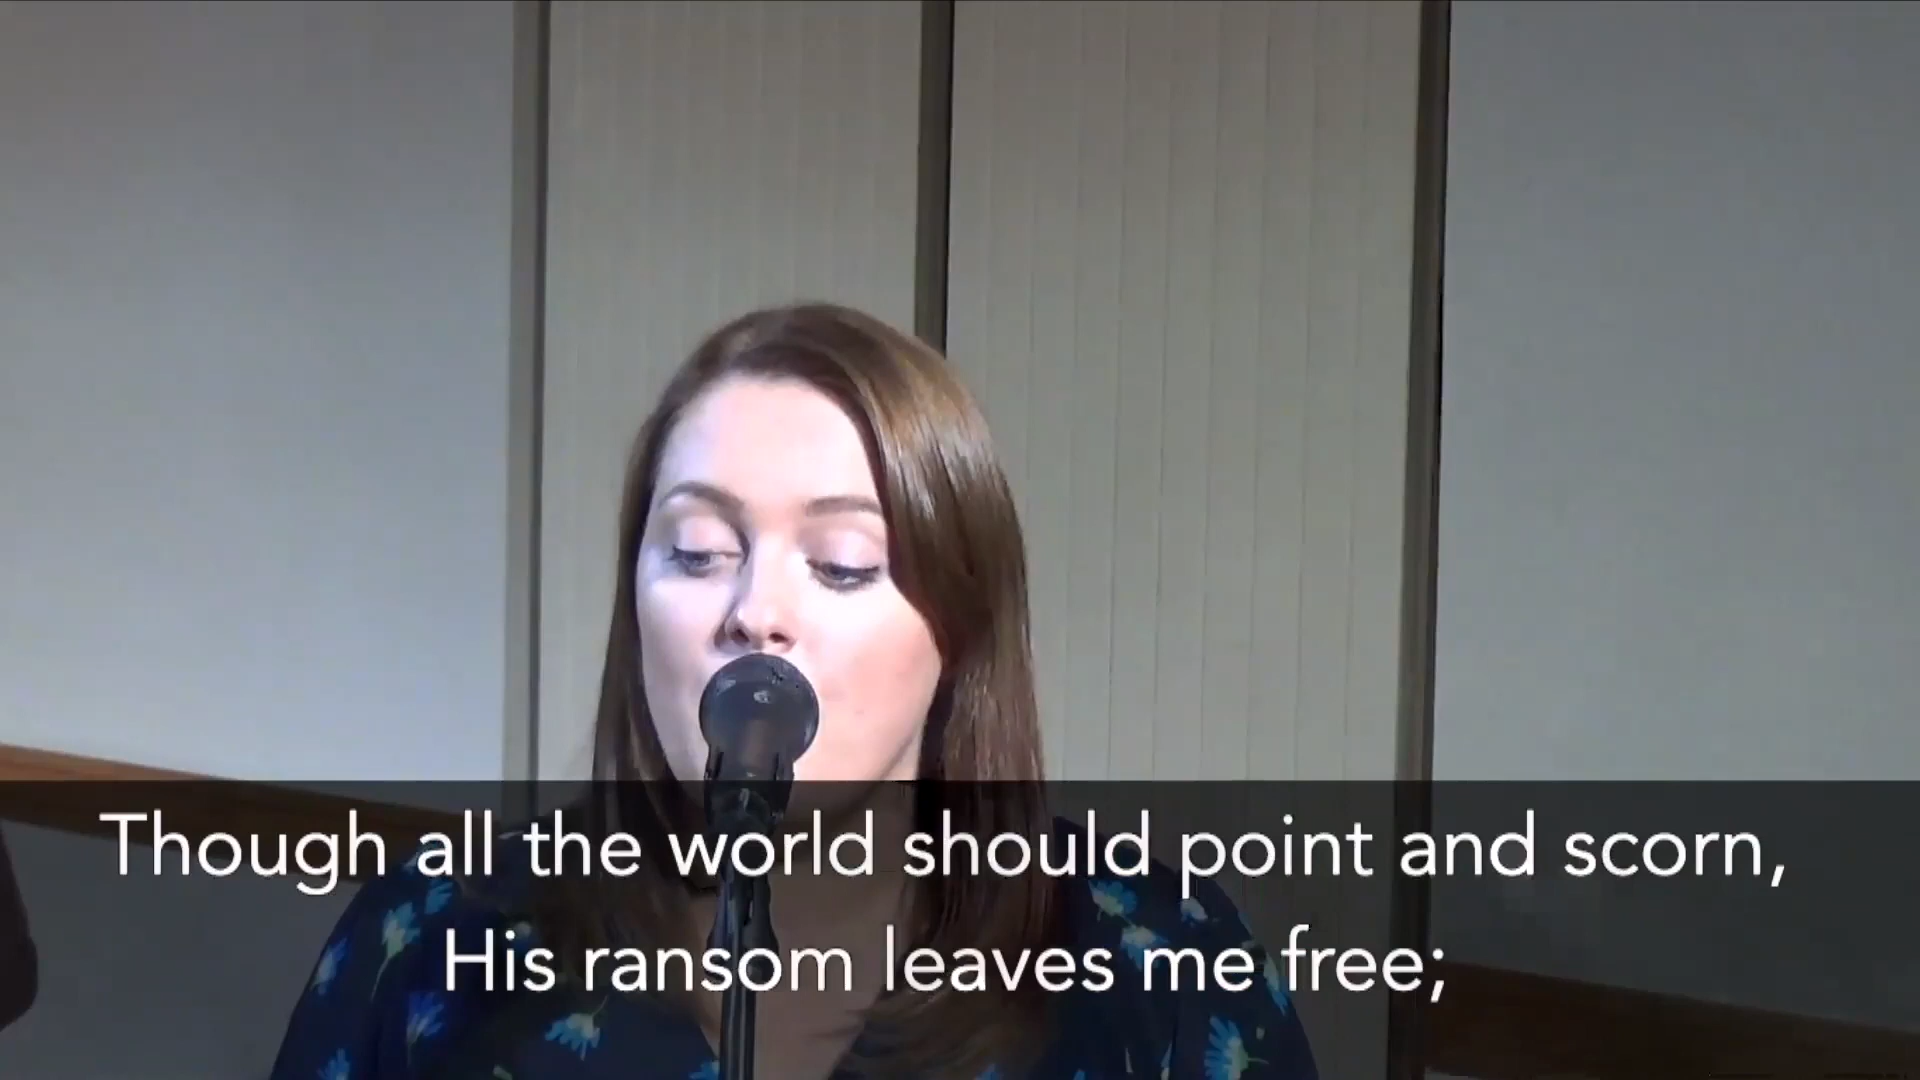 Though all the world should point and scorn,
His ransom leaves me free;